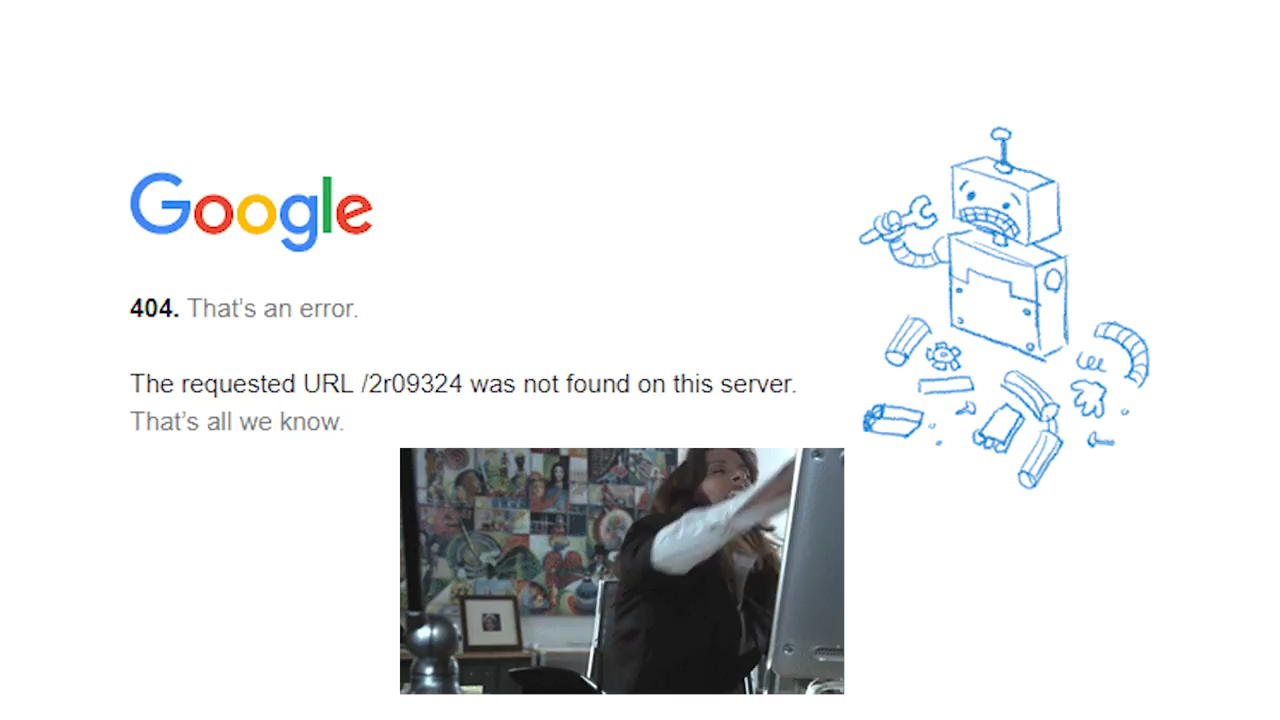 Google
404. That's an error.
The requested URL /2r09324 was not found on this server.
That's all we know.